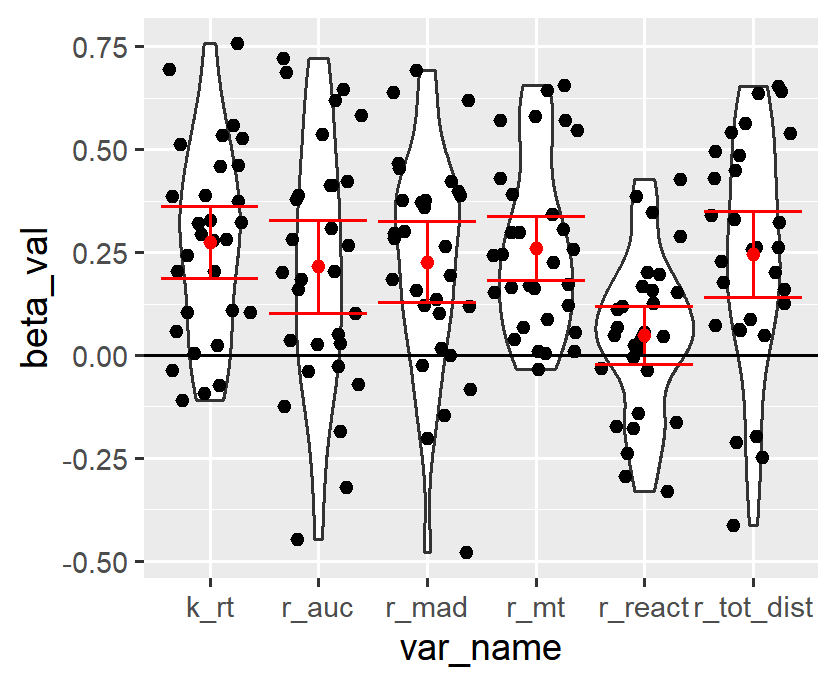 0.75
0.50
0.25
0.00
-0.25
-0.50
beta_val
k_rt r_auc r_mad r_mt r_react r_tot_dist
var_name